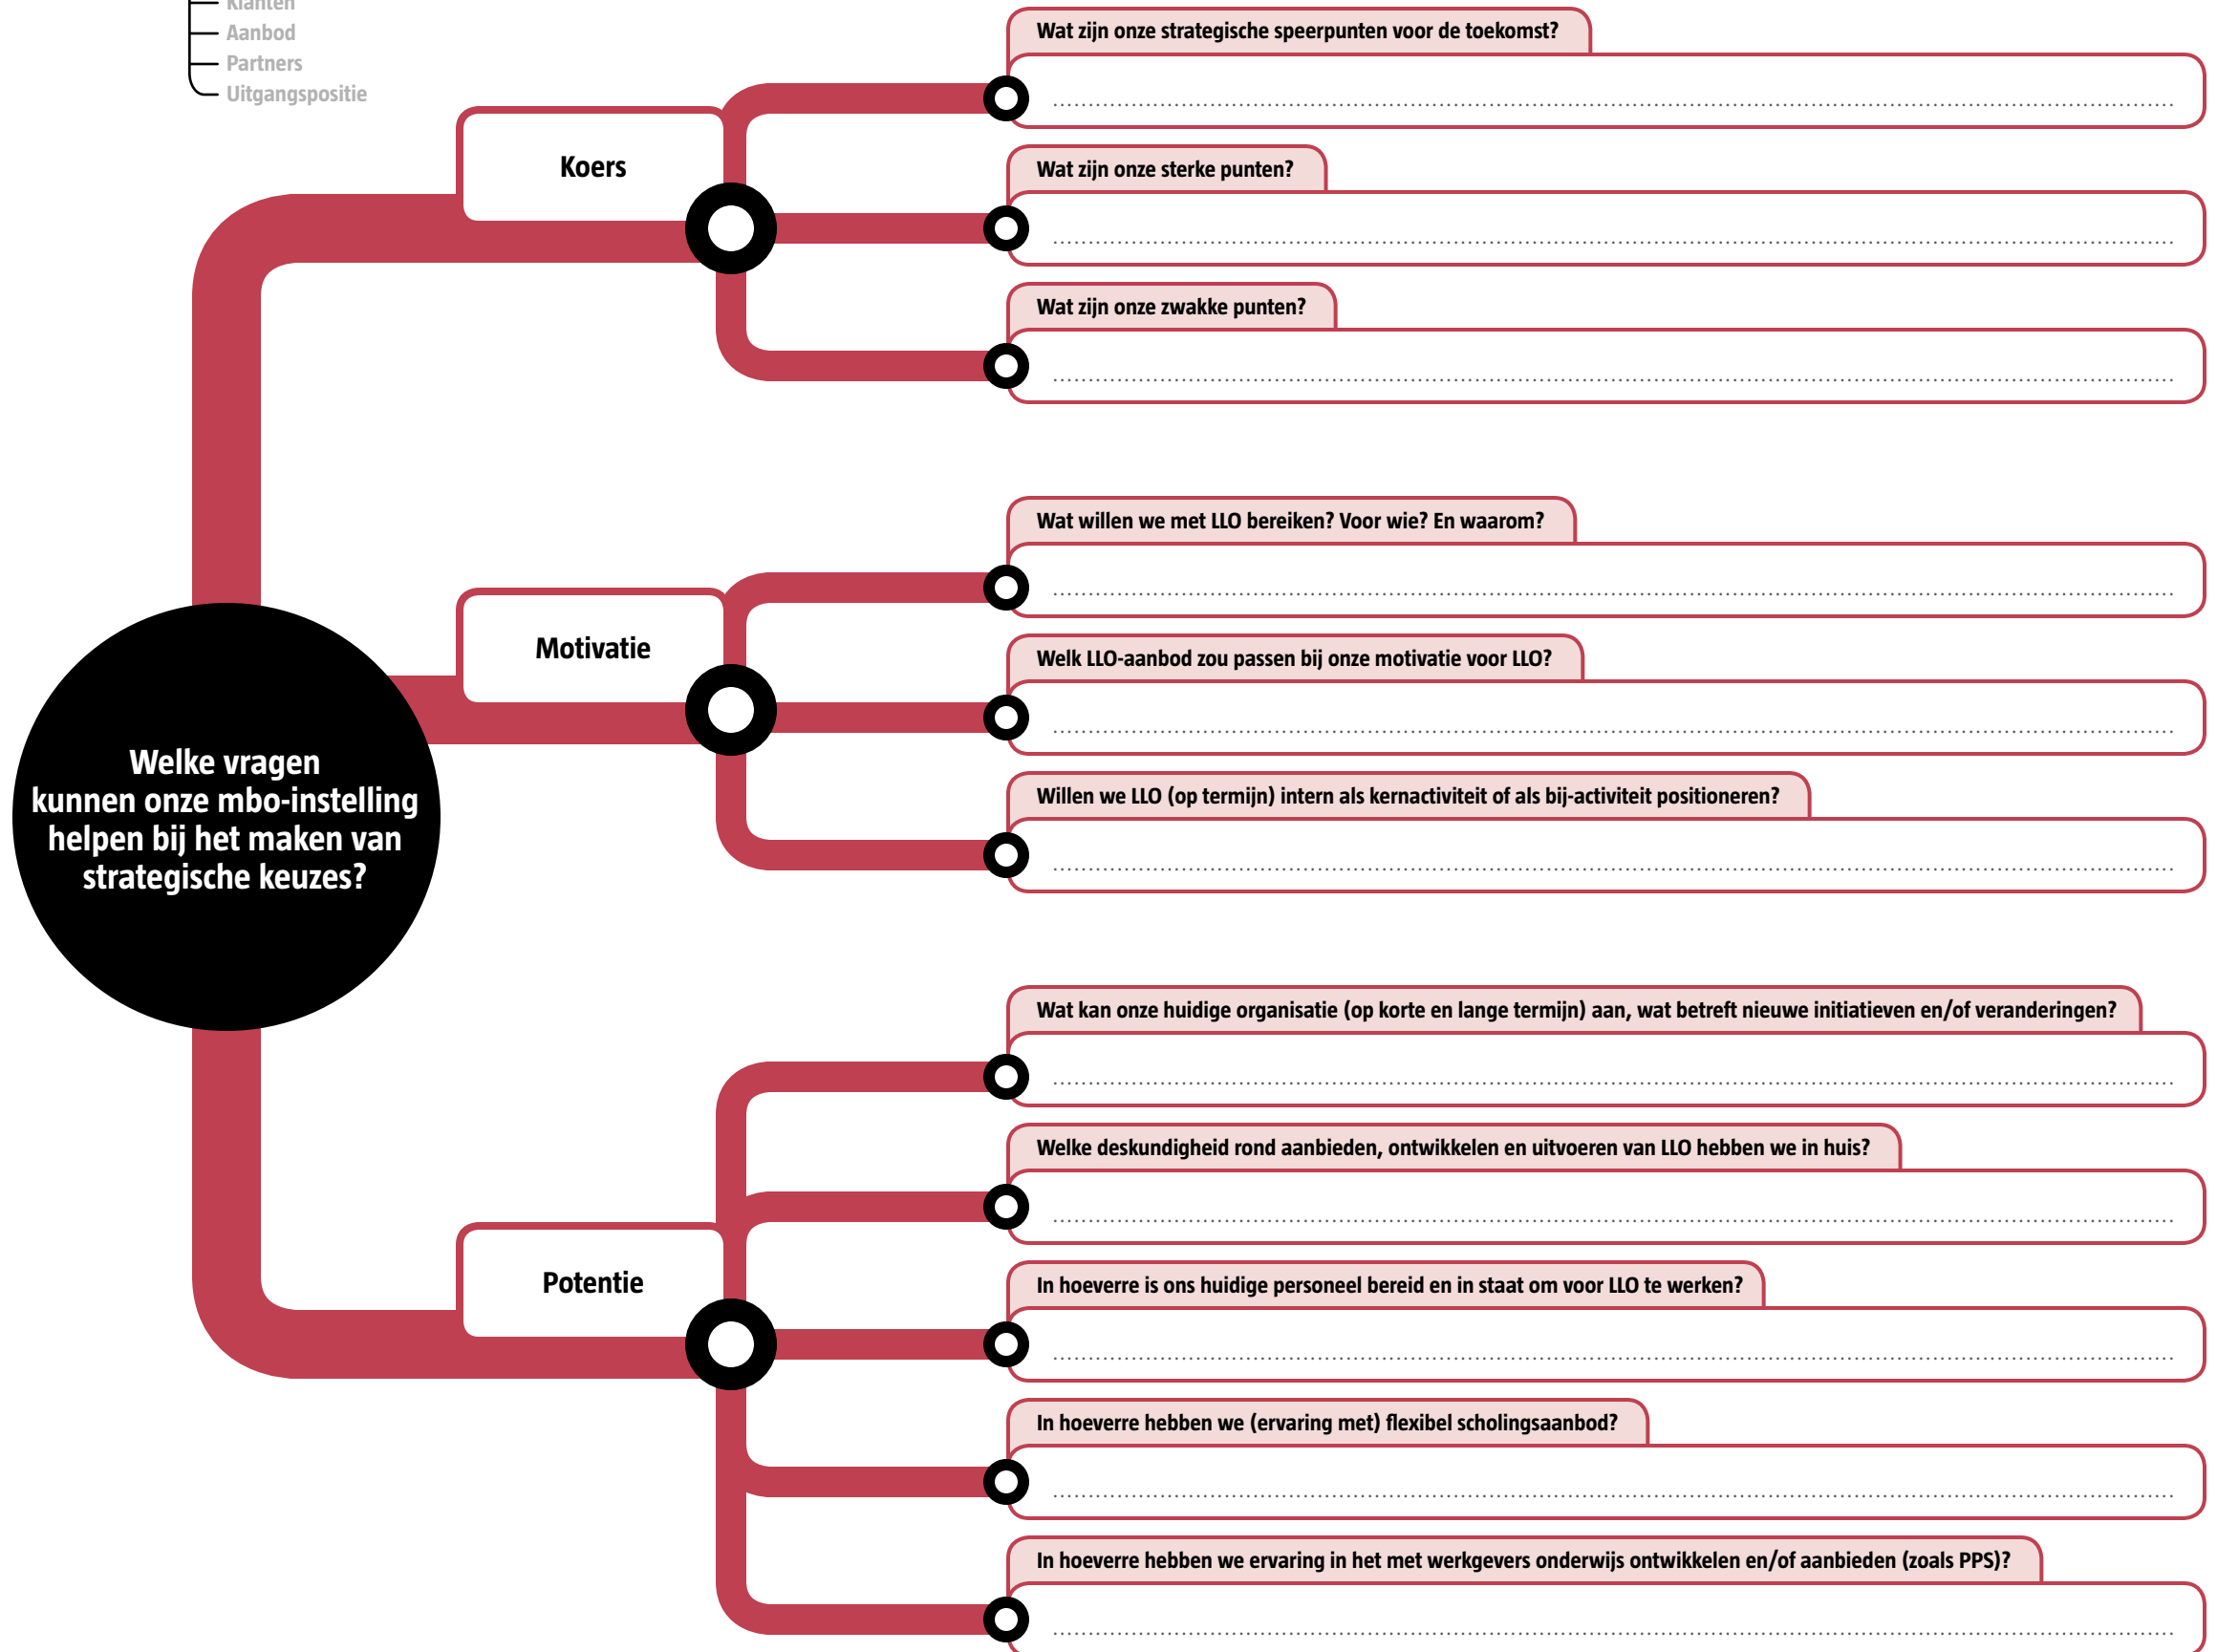 Klanten
Aanbod
Partners
Uitgangspositie
Welke vragen
kunnen onze mbo-instelling
helpen bij het maken van
strategische keuzes?
Koers
Wat zijn onze strategische speerpunten voor de toekomst?
Wat zijn onze sterke punten?
Wat zijn onze zwakke punten?
Motivatie
Wat willen we met LLO bereiken? Voor wie? En waarom?
Welk LLO-aanbod zou passen bij onze motivatie voor LLO?
Willen we LLO (op termijn) intern als kernactiviteit of als bij-activiteit positioneren?
Potentie
Wat kan onze huidige organisatie (op korte en lange termijn) aan, wat betreft nieuwe initiatieven en/of veranderingen?
Welke deskundigheid rond aanbieden, ontwikkelen en uitvoeren van LLO hebben we in huis?
In hoeverre is ons huidige personeel bereid en in staat om voor LLO te werken?
In hoeverre hebben we (ervaring met) flexibel scholingsaanbod?
In hoeverre hebben we ervaring in het met werkgevers onderwijs ontwikkelen en/of aanbieden (zoals PPS)?